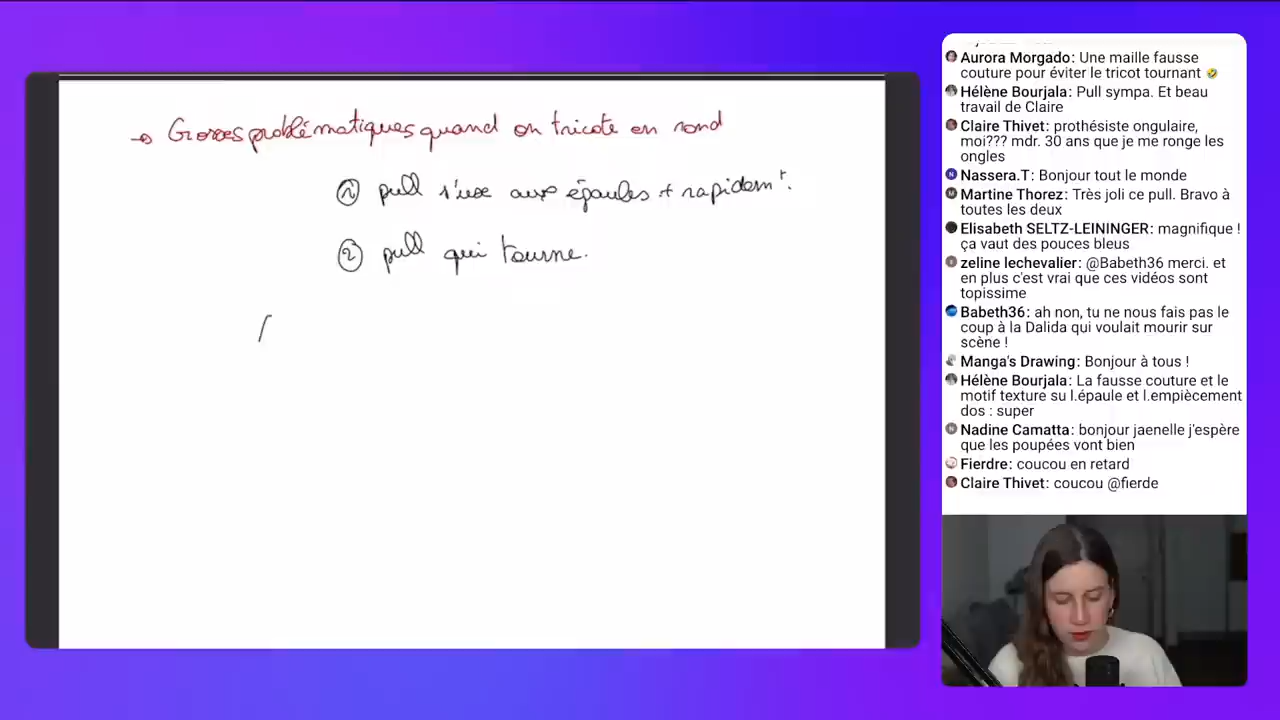 → Grosses problématiques quand on tricote en rond
① pull s'use aux épaules + rapidemt.
② pull qui tourne.
Aurora Morgado: Une maille fausse
couture pour éviter le tricot tournant 🤣
Hélène Bourjala: Pull sympa. Et beau
travail de Claire
Claire Thivet: prothésiste ongulaire,
moi??? mdr. 30 ans que je me ronge les
ongles
Nassera.T: Bonjour tout le monde
Martine Thorez: Très joli ce pull. Bravo à
toutes les deux
Elisabeth SELTZ-LEININGER: magnifique !
ça vaut des pouces bleus
zeline lechevalier: @Babeth36 merci. et
en plus c'est vrai que ces vidéos sont
topissime
Babeth36: ah non, tu ne nous fais pas le
coup à la Dalida qui voulait mourir sur
scène !
Manga's Drawing: Bonjour à tous !
Hélène Bourjala: La fausse couture et le
motif texture su l.épaule et l.empiècement
dos : super
Nadine Camatta: bonjour jaenelle j'espère
que les poupées vont bien
Fierdre: coucou en retard
Claire Thivet: coucou @fierde